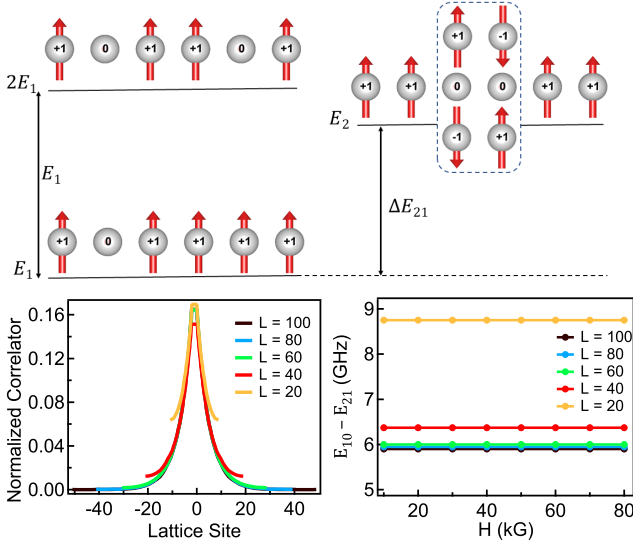 +1 0 +1 +1 0 +1
2E₁
E₁
+1 0 +1 +1 +1 +1
E₁
+1 -1
+1 +1 0 0 +1 +1
E₂
-1 +1
ΔE₂₁
Normalized Correlator
0.16
0.12
0.08
0.04
0.00
-40 -20 0 20 40
Lattice Site
L = 100
L = 80
L = 60
L = 40
L = 20
E₁₀ − E₂₁ (GHz)
9
8
7
6
5
L = 100
L = 80
L = 60
L = 40
L = 20
20 40 60 80
H (kG)